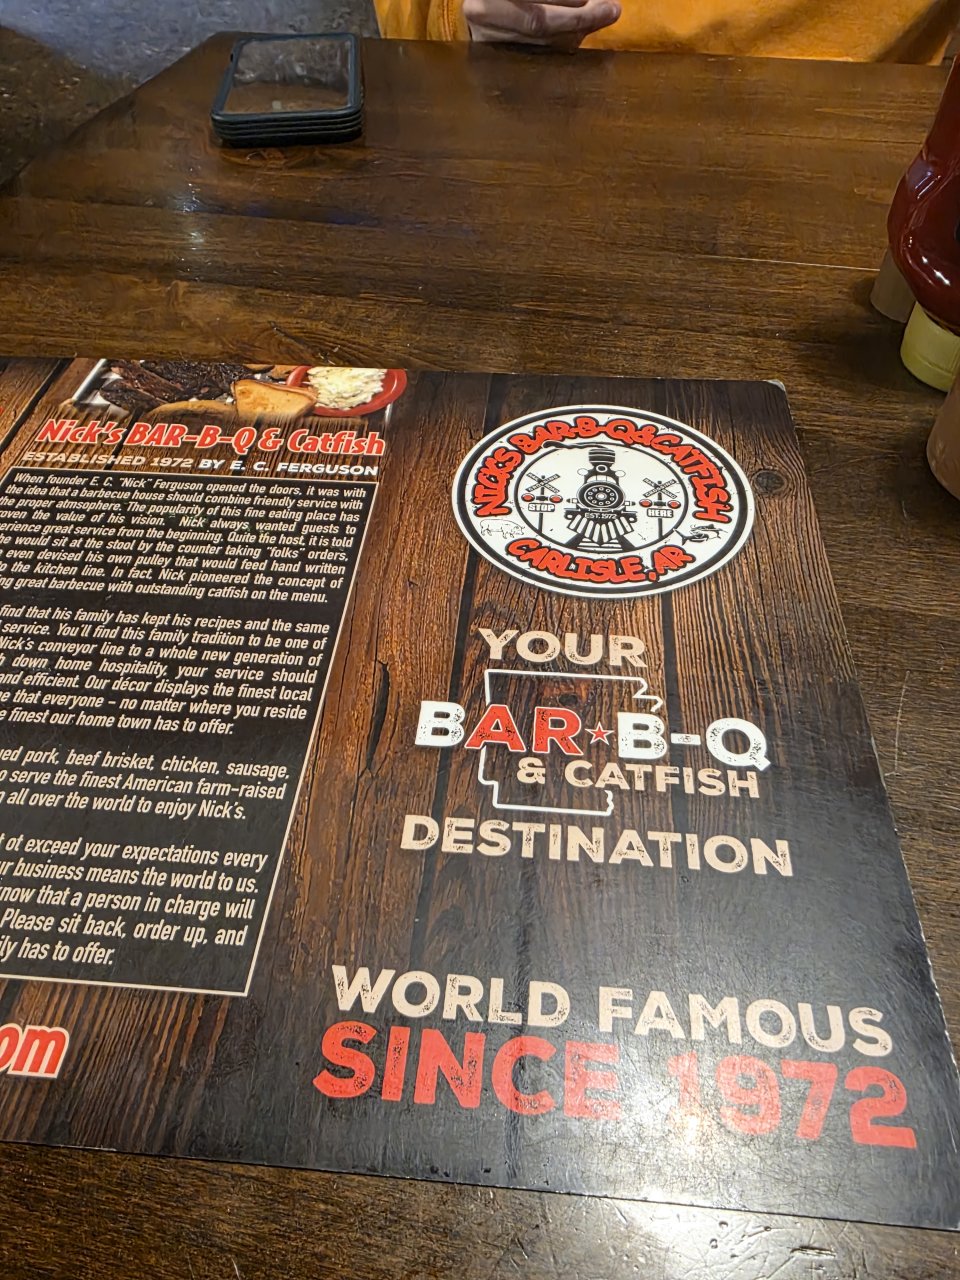 Nick's BAR-B-Q & Catfish
ESTABLISHED 1972 BY E. C. FERGUSON
When founder E. C. "Nick" Ferguson opened the doors, it was with
the idea that a barbecue house should combine friendly service with
the proper atmsophere. The popularity of this fine eating place has
the value of his vision. Nick always wanted guests to
great service from the beginning. Quite the host, it is told
he would sit at the stool by the counter taking "folks" orders.
even devised his own pulley that would feed hand written
to the kitchen line. In fact, Nick pioneered the concept of
great barbecue with outstanding catfish on the menu.
find that his family has kept his recipes and the same
service. You'll find this family tradition to be one of
Nick's conveyor line to a whole new generation of
down home hospitality, your service should
and efficient. Our décor displays the finest local
that everyone – no matter where you reside
finest our home town has to offer.
pork, beef brisket, chicken, sausage,
serve the finest American farm-raised
all over the world to enjoy Nick's.
ot exceed your expectations every
business means the world to us.
know that a person in charge will
Please sit back, order up, and
has to offer.
om
NICK'S BAR-B-Q & CATFISH
STOP
HERE
EST. 1972
CARLISLE, AR
YOUR
BAR★B-Q
& CATFISH
DESTINATION
WORLD FAMOUS
SINCE 1972